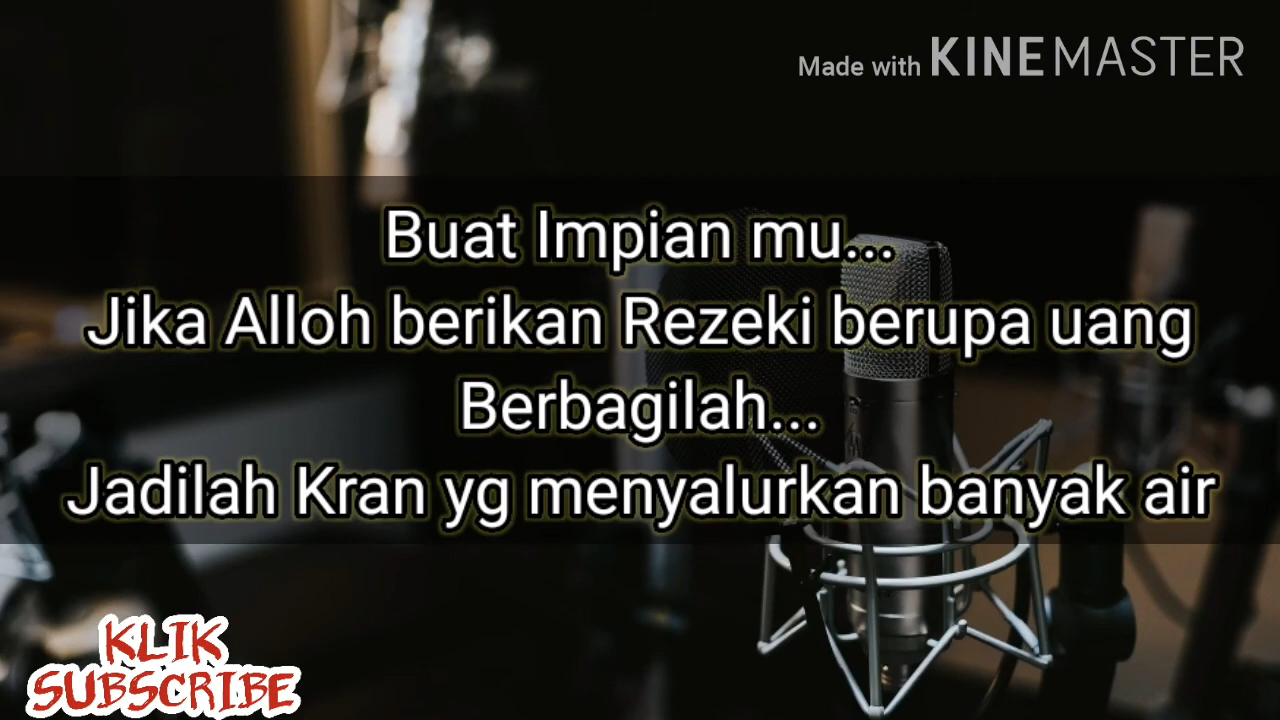 Made with KINEMASTER
Buat Impian mu...
Jika Alloh berikan Rezeki berupa uang
Berbagilah...
Jadilah Kran yg menyalurkan banyak air
KLIK
SUBSCRIBE